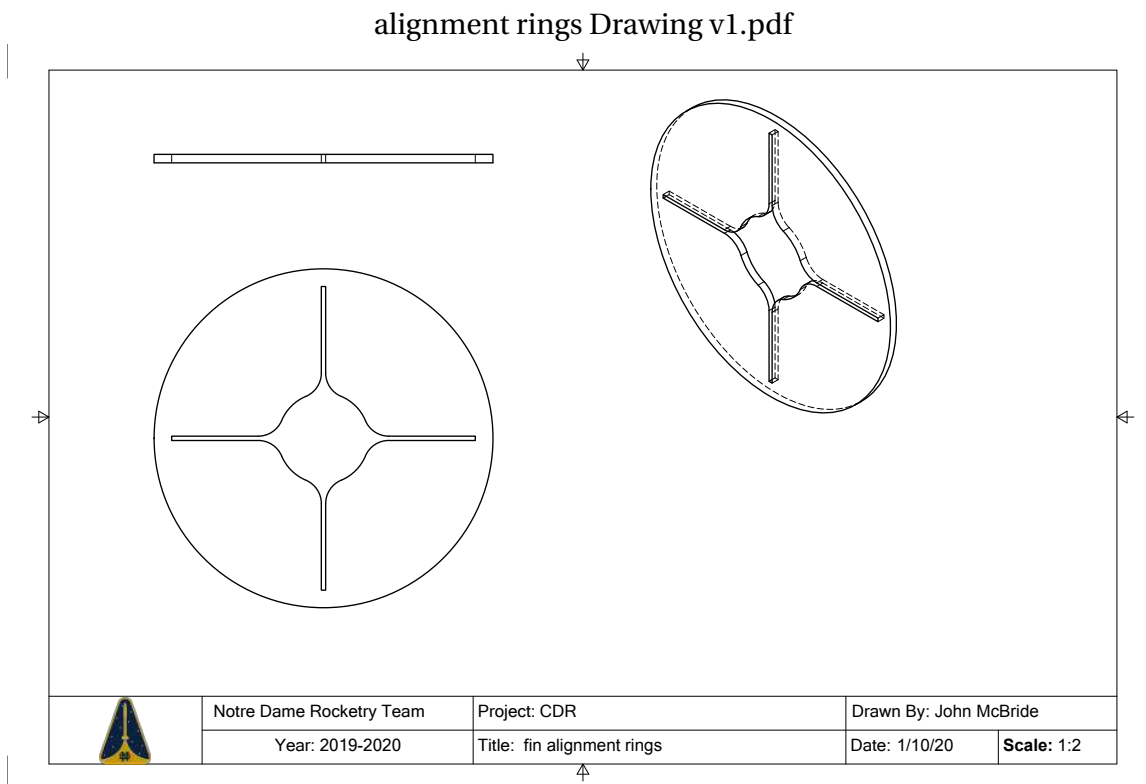 alignment rings Drawing v1.pdf
Notre Dame Rocketry Team
Project: CDR
Drawn By: John McBride
Year: 2019-2020
Title: fin alignment rings
Date: 1/10/20
Scale: 1:2